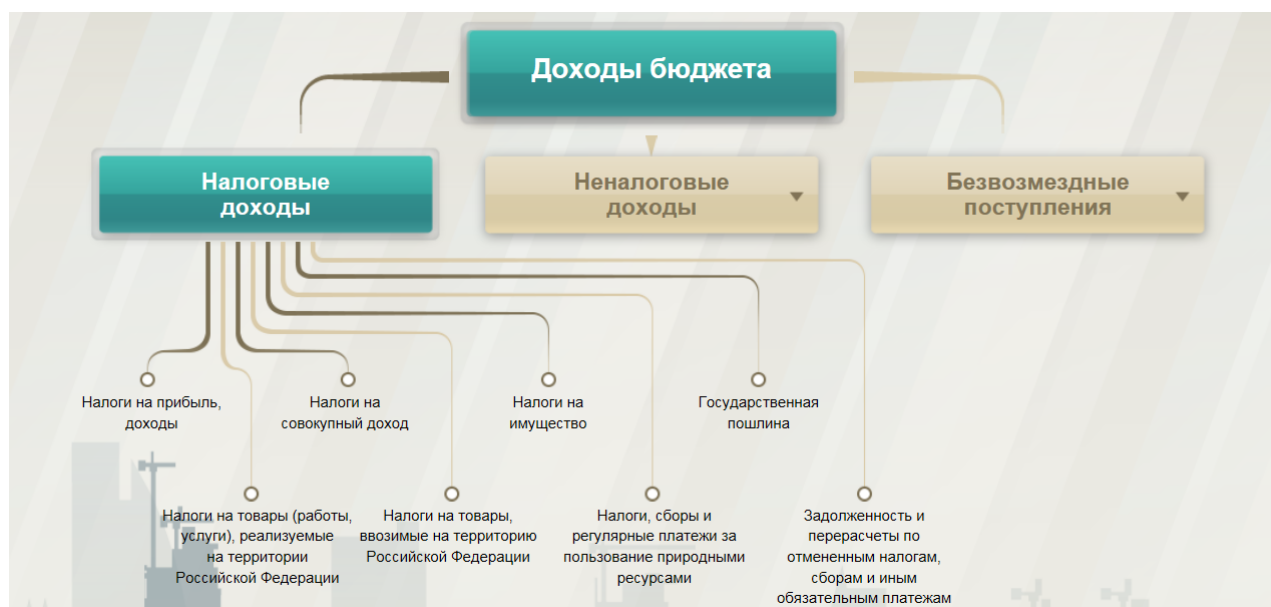 Доходы бюджета
Налоговые
доходы
Неналоговые
доходы
Безвозмездные
поступления
Налоги на прибыль,
доходы
Налоги на
совокупный доход
Налоги на
имущество
Государственная
пошлина
Налоги на товары (работы,
услуги), реализуемые
на территории
Российской Федерации
Налоги на товары,
ввозимые на территорию
Российской Федерации
Налоги, сборы и
регулярные платежи за
пользование природными
ресурсами
Задолженность и
перерасчеты по
отмененным налогам,
сборам и иным
обязательным платежам